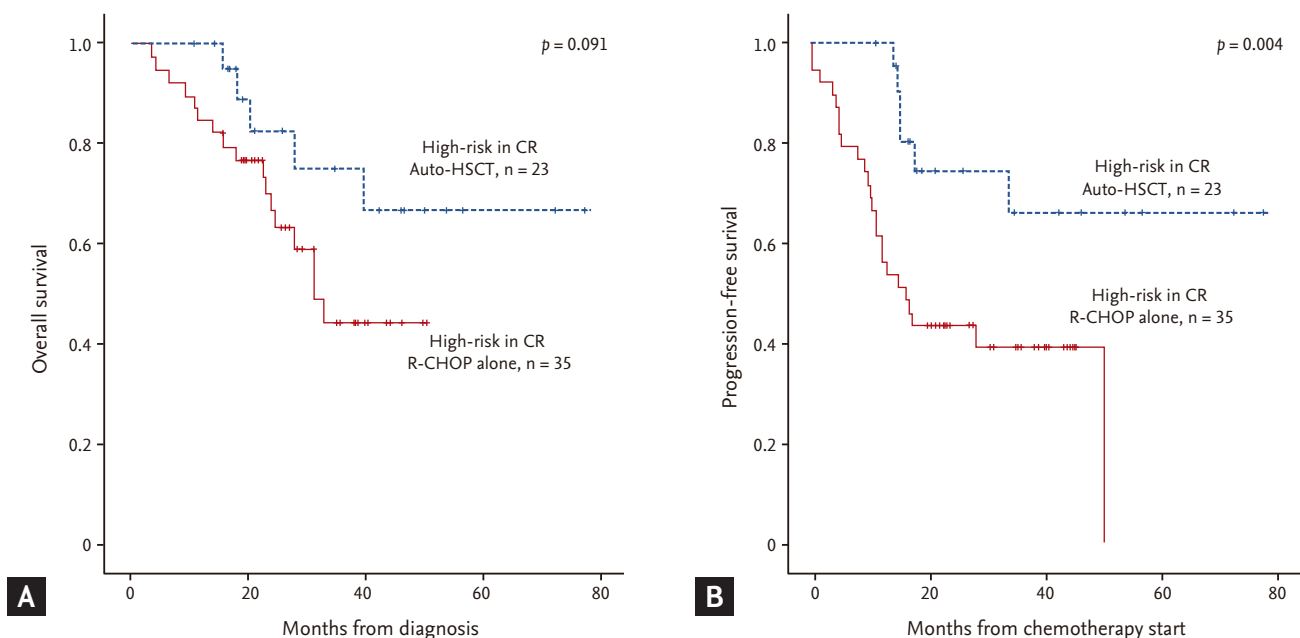 1.0
0.8
0.6
0.4
0.2
0
Overall survival
p = 0.091
High-risk in CR
Auto-HSCT, n = 23
High-risk in CR
R-CHOP alone, n = 35
0 20 40 60 80
Months from diagnosis
A
1.0
0.8
0.6
0.4
0.2
0
Progression-free surival
p = 0.004
High-risk in CR
Auto-HSCT, n = 23
High-risk in CR
R-CHOP alone, n = 35
0 20 40 60 80
Months from chemotherapy start
B